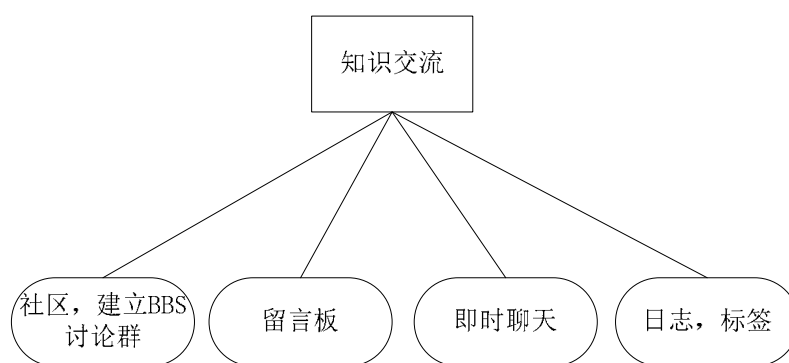 知识交流
社区，建立BBS
讨论群
留言板
即时聊天
日志，标签